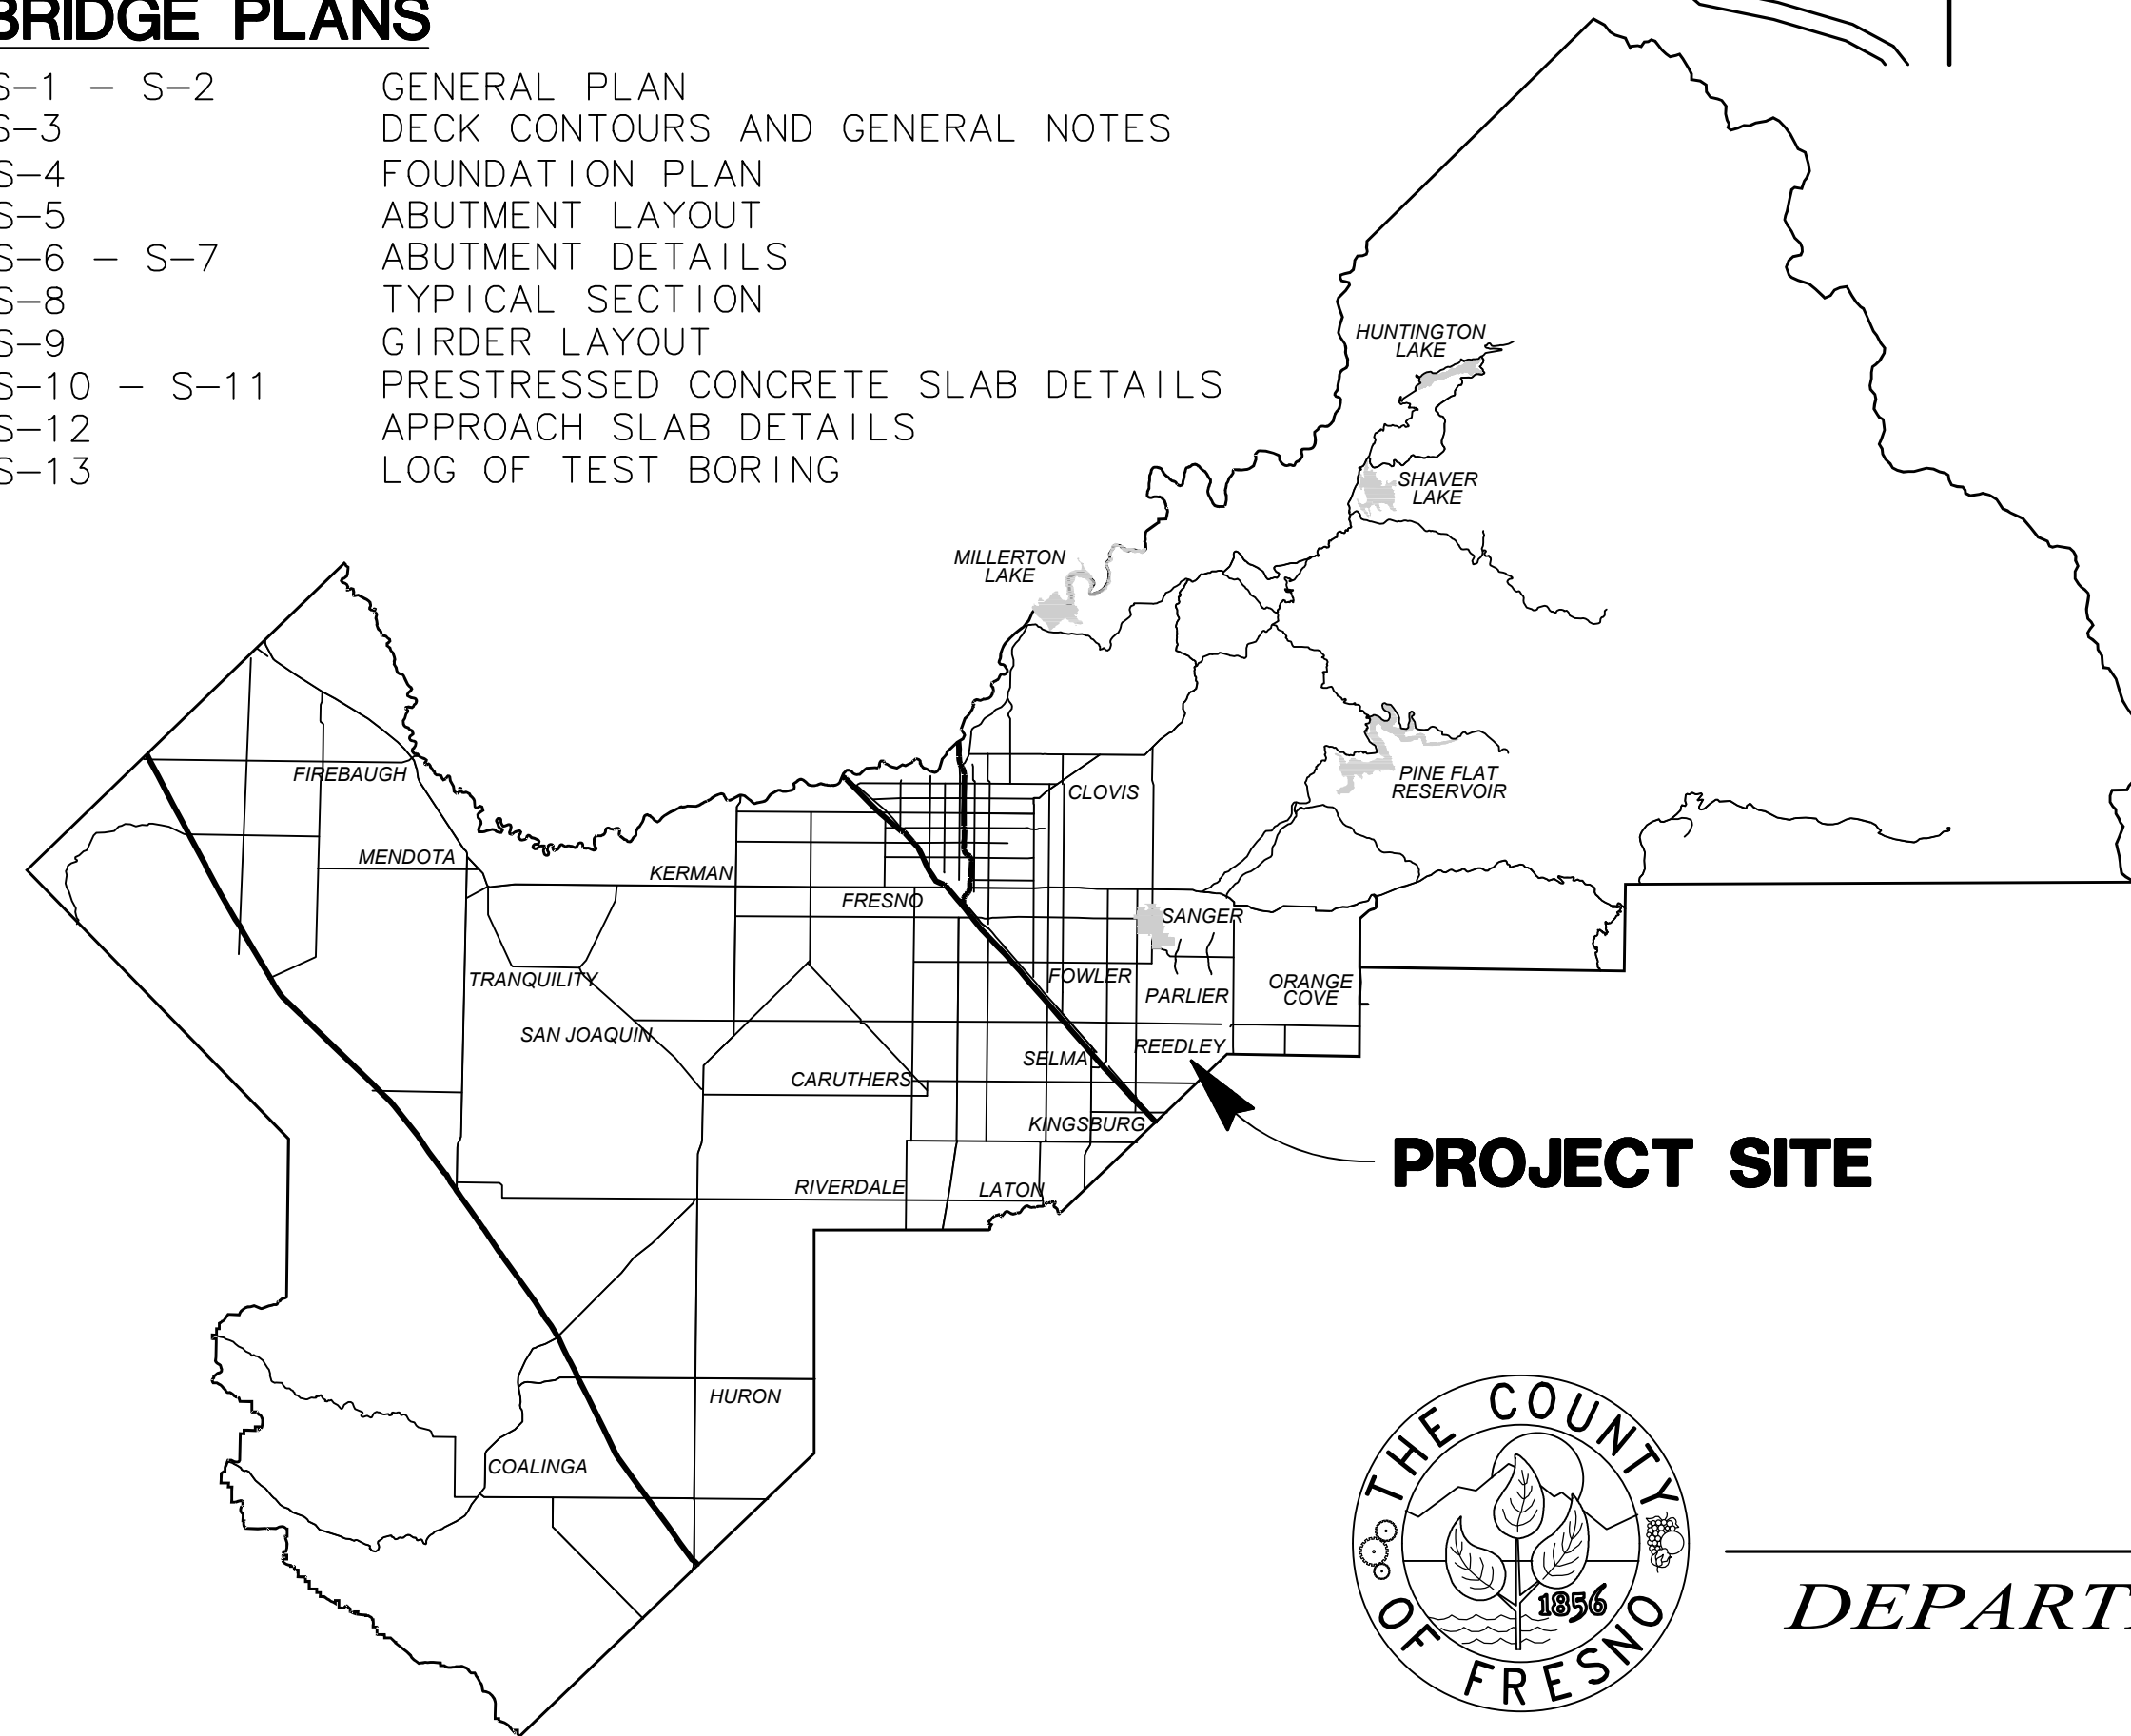 BRIDGE PLANS
S-1 - S-2 GENERAL PLAN
S-3 DECK CONTOURS AND GENERAL NOTES
S-4 FOUNDATION PLAN
S-5 ABUTMENT LAYOUT
S-6 - S-7 ABUTMENT DETAILS
S-8 TYPICAL SECTION
S-9 GIRDER LAYOUT
S-10 - S-11 PRESTRESSED CONCRETE SLAB DETAILS
S-12 APPROACH SLAB DETAILS
S-13 LOG OF TEST BORING
HUNTINGTON
LAKE
SHAVER
LAKE
MILLERTON
LAKE
PINE FLAT
RESERVOIR
FIREBAUGH
CLOVIS
MENDOTA
KERMAN
FRESNO
SANGER
TRANQUILITY
FOWLER
PARLIER
ORANGE
COVE
SAN JOAQUIN
SELMA
REEDLEY
CARUTHERS
KINGSBURG
RIVERDALE
LATON
PROJECT SITE
HURON
COALINGA
THE COUNTY
OF FRESNO
1856
DEPART